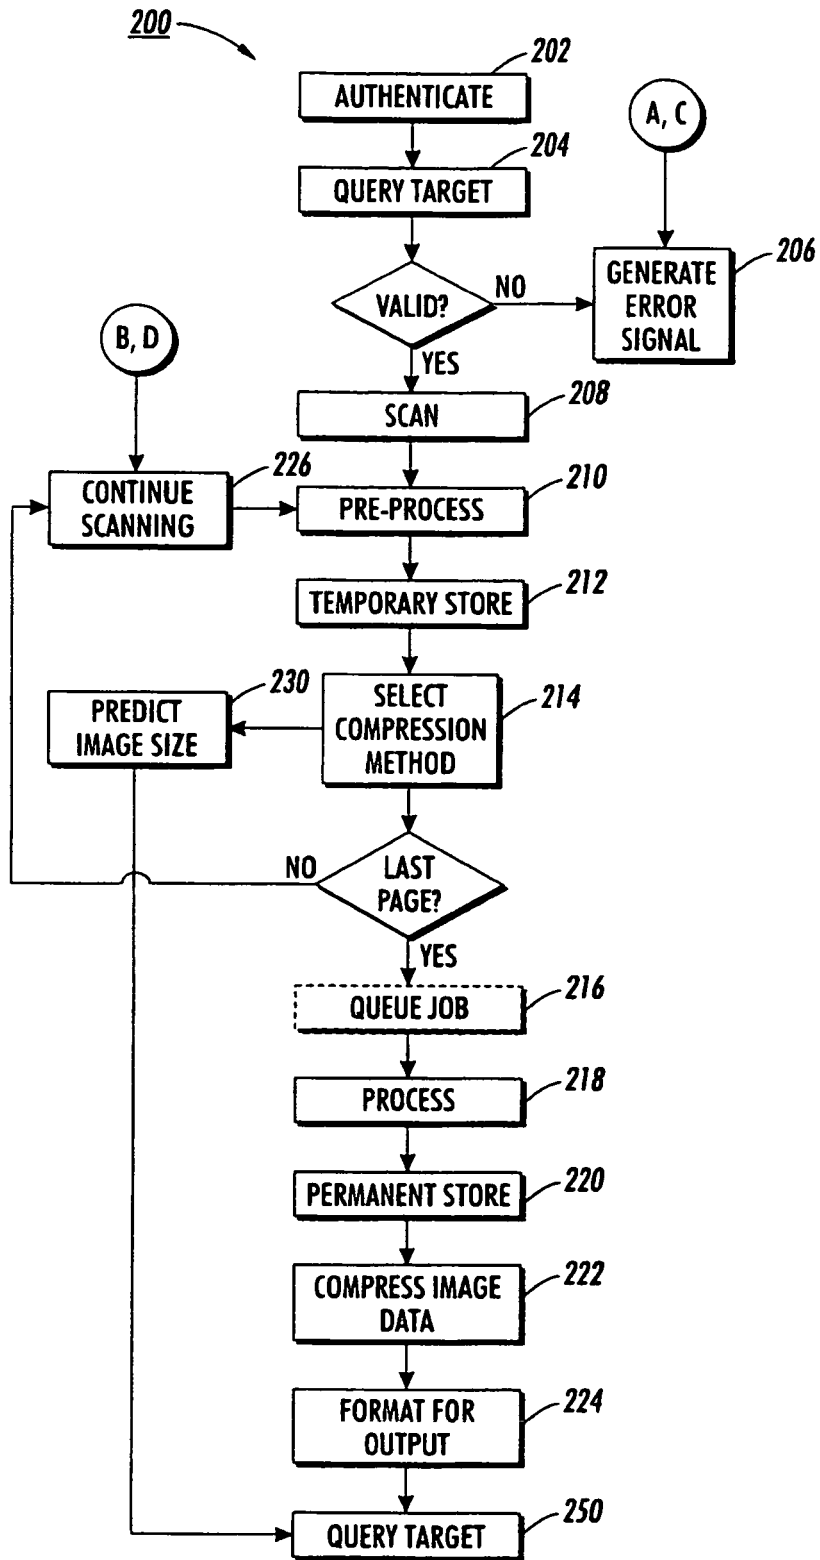 200
202
AUTHENTICATE
A, C
204
QUERY TARGET
206
GENERATE
ERROR
SIGNAL
VALID?
NO
YES
B, D
208
SCAN
226
CONTINUE
SCANNING
210
PRE-PROCESS
212
TEMPORARY STORE
230
PREDICT
IMAGE SIZE
214
SELECT
COMPRESSION
METHOD
NO
LAST
PAGE?
YES
216
QUEUE JOB
218
PROCESS
220
PERMANENT STORE
222
COMPRESS IMAGE
DATA
224
FORMAT FOR
OUTPUT
250
QUERY TARGET